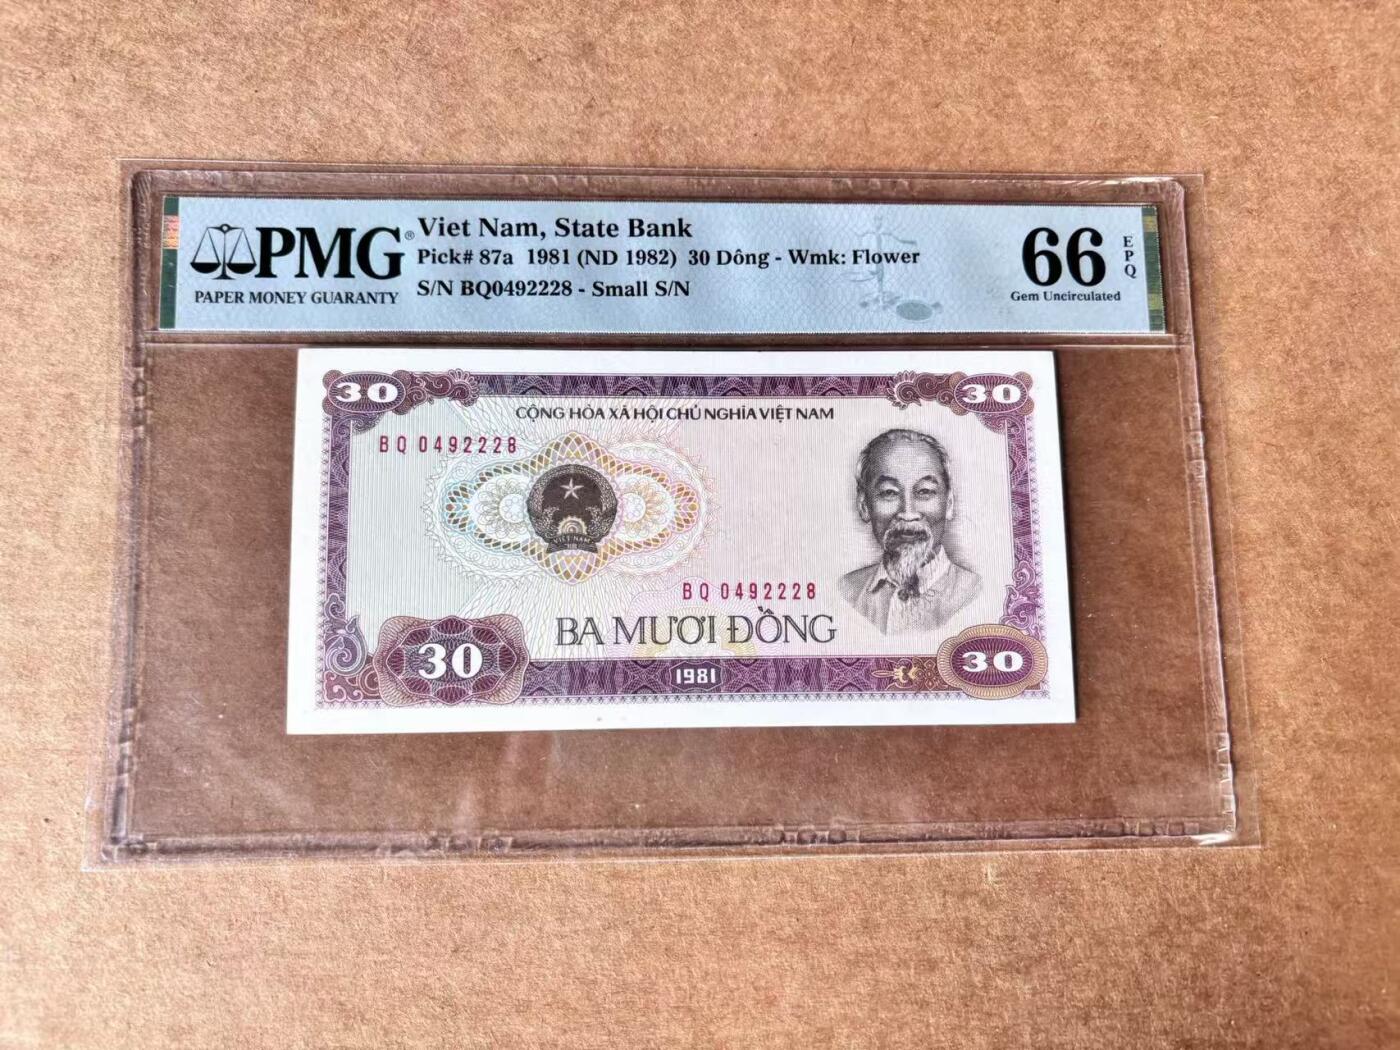 PMG®
PAPER MONEY GUARANTY
Viet Nam, State Bank
Pick# 87a 1981 (ND 1982) 30 Dông - Wmk: Flower
S/N BQ0492228 - Small S/N
66
EPQ
Gem Uncirculated
30
30
CỘNG HÒA XÃ HỘI CHỦ NGHĨA VIỆT NAM
BQ 0492228
VIỆT NAM
BQ 0492228
BA MƯƠI ĐỒNG
30
1981
30